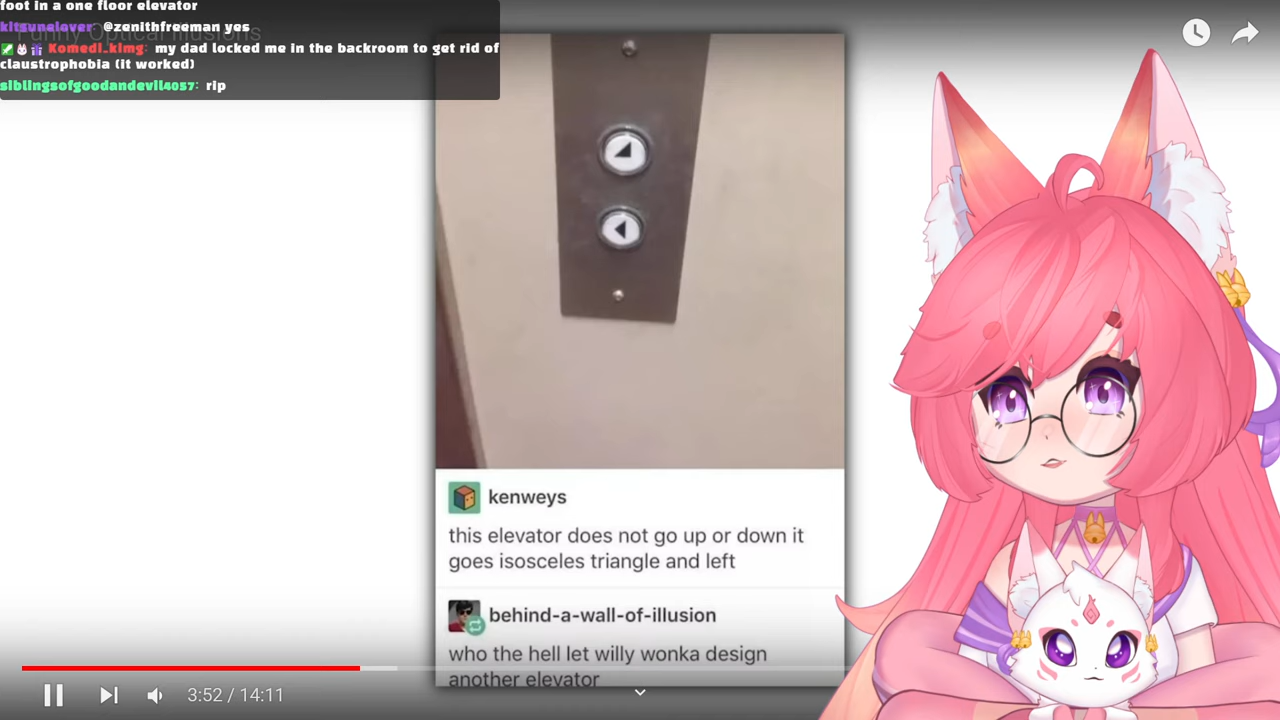 foot in a one floor elevator
kitsunelover: @zenithfreeman yes
Funny Optical Illusions
Komedi_kimg: my dad locked me in the backroom to get rid of
claustrophobia (it worked)
siblingsofgoodandevil4057: rip
kenweys
this elevator does not go up or down it
goes isosceles triangle and left
behind-a-wall-of-illusion
who the hell let willy wonka design
another elevator
3:52 / 14:11